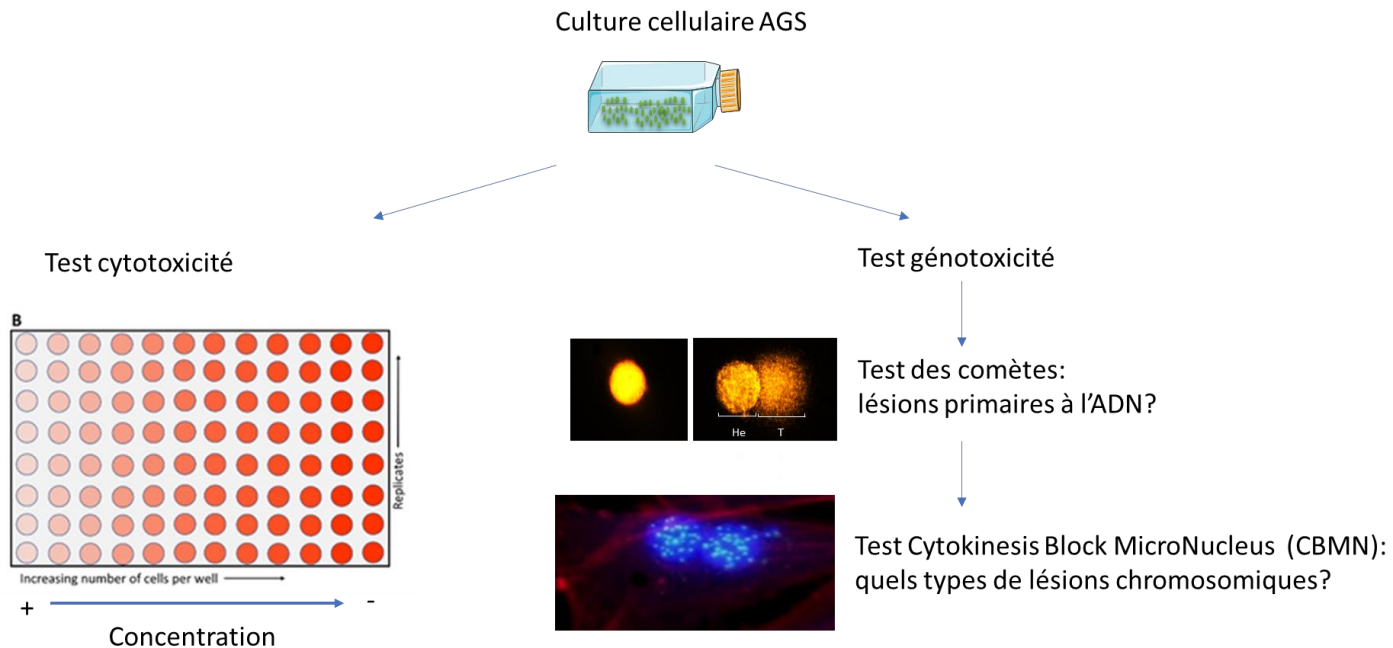 Culture cellulaire AGS
Test cytotoxicité
B
Replicates
Increasing number of cells per well
+
-
Concentration
Test génotoxicité
Test des comètes:
lésions primaires à l'ADN?
He
T
Test Cytokinesis Block MicroNucleus (CBMN):
quels types de lésions chromosomiques?